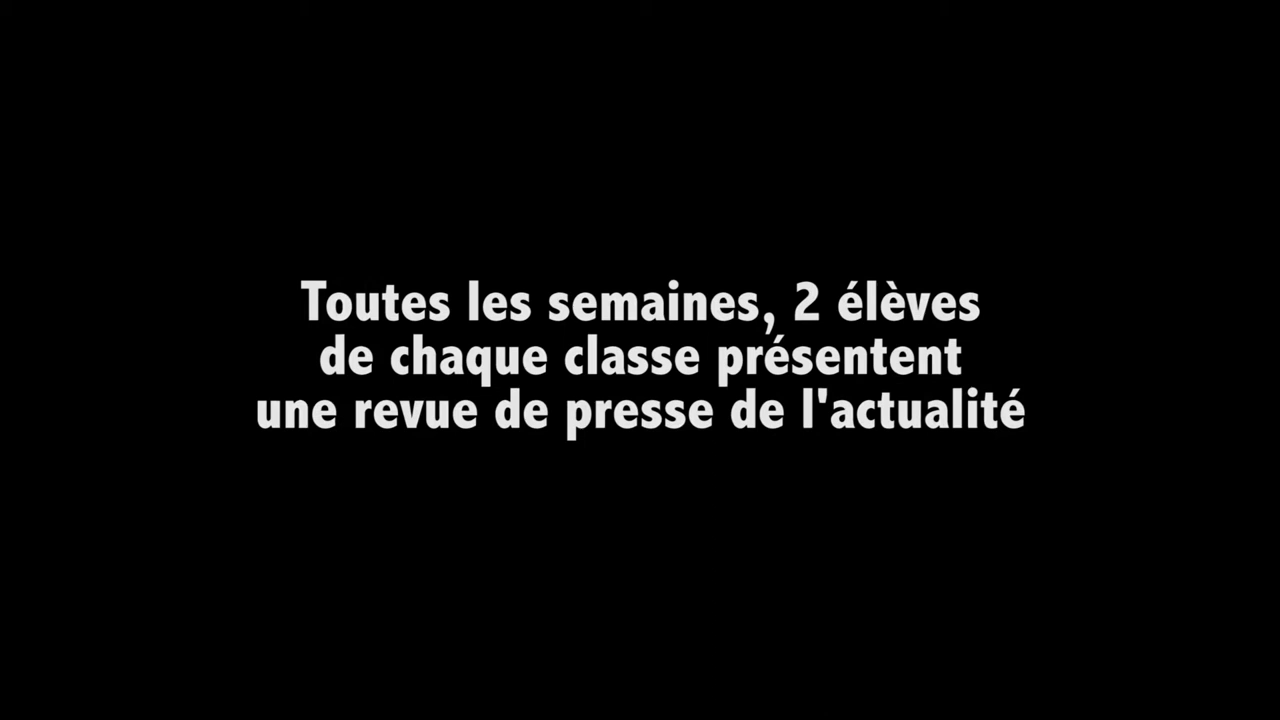 Toutes les semaines, 2 élèves
de chaque classe présentent
une revue de presse de l'actualité